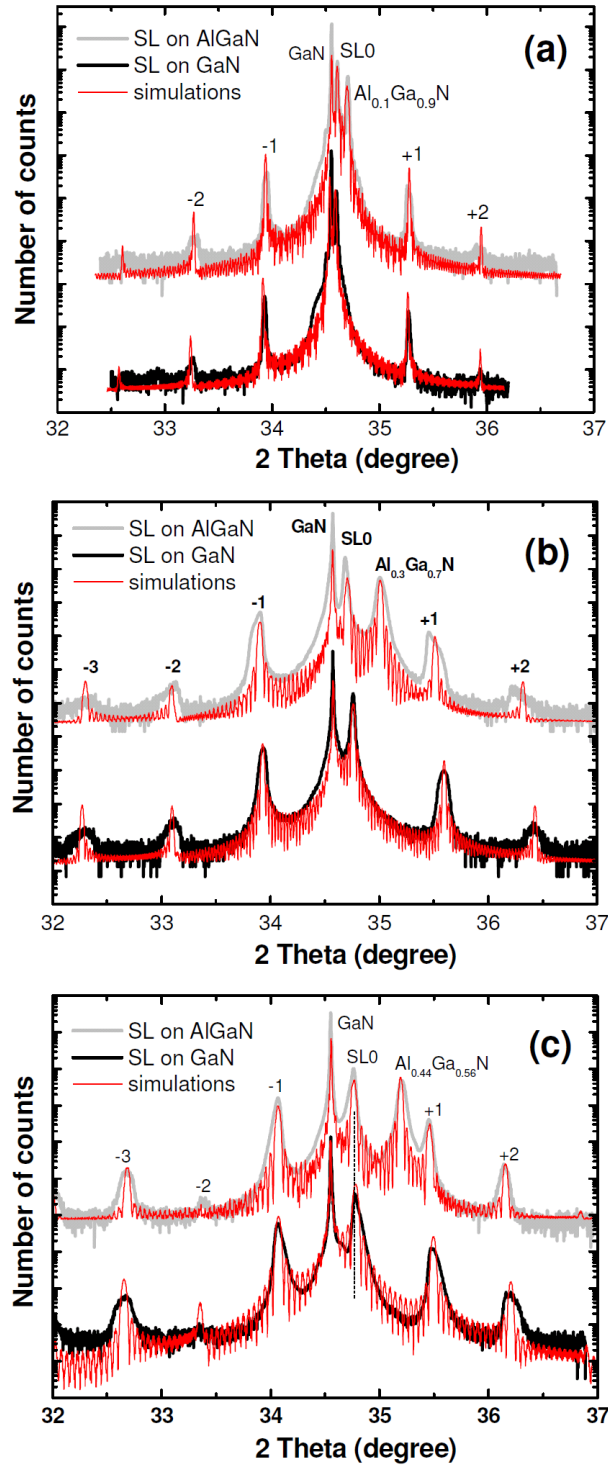 SL on AlGaN
SL on GaN
simulations
GaN
SL0
(a)
Al0.1Ga0.9N
-2
-1
+1
+2
Number of counts
32 33 34 35 36 37
2 Theta (degree)
SL on AlGaN
SL on GaN
simulations
GaN
SL0
(b)
Al0.3Ga0.7N
-3
-2
-1
+1
+2
Number of counts
32 33 34 35 36 37
2 Theta (degree)
SL on AlGaN
SL on GaN
simulations
GaN
SL0
(c)
Al0.44Ga0.56N
-3
-2
-1
+1
+2
Number of counts
32 33 34 35 36 37
2 Theta (degree)